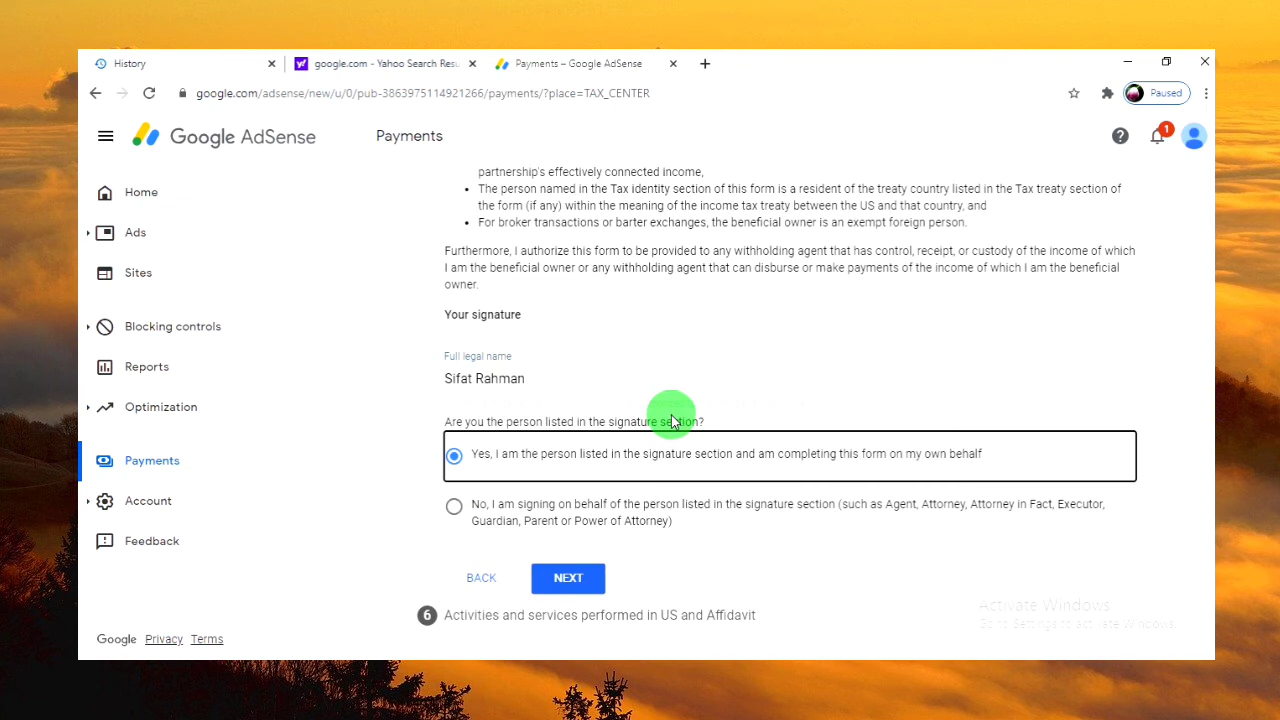 History
google.com - Yahoo Search Resu
Payments – Google AdSense
google.com/adsense/new/u/0/pub-3863975114921266/payments/?place=TAX_CENTER
Paused
Google AdSense
Payments
1
Home
Ads
Sites
Blocking controls
Reports
Optimization
Payments
Account
Feedback
Google Privacy Terms
partnership's effectively connected income,
• The person named in the Tax identity section of this form is a resident of the treaty country listed in the Tax treaty section of
the form (if any) within the meaning of the income tax treaty between the US and that country, and
• For broker transactions or barter exchanges, the beneficial owner is an exempt foreign person.
Furthermore, I authorize this form to be provided to any withholding agent that has control, receipt, or custody of the income of which
I am the beneficial owner or any withholding agent that can disburse or make payments of the income of which I am the beneficial
owner.
Your signature
Full legal name
Sifat Rahman
Are you the person listed in the signature section?
Yes, I am the person listed in the signature section and am completing this form on my own behalf
No, I am signing on behalf of the person listed in the signature section (such as Agent, Attorney, Attorney in Fact, Executor,
Guardian, Parent or Power of Attorney)
BACK
NEXT
6 Activities and services performed in US and Affidavit
Activate Windows
Go to Settings to activate Windows.